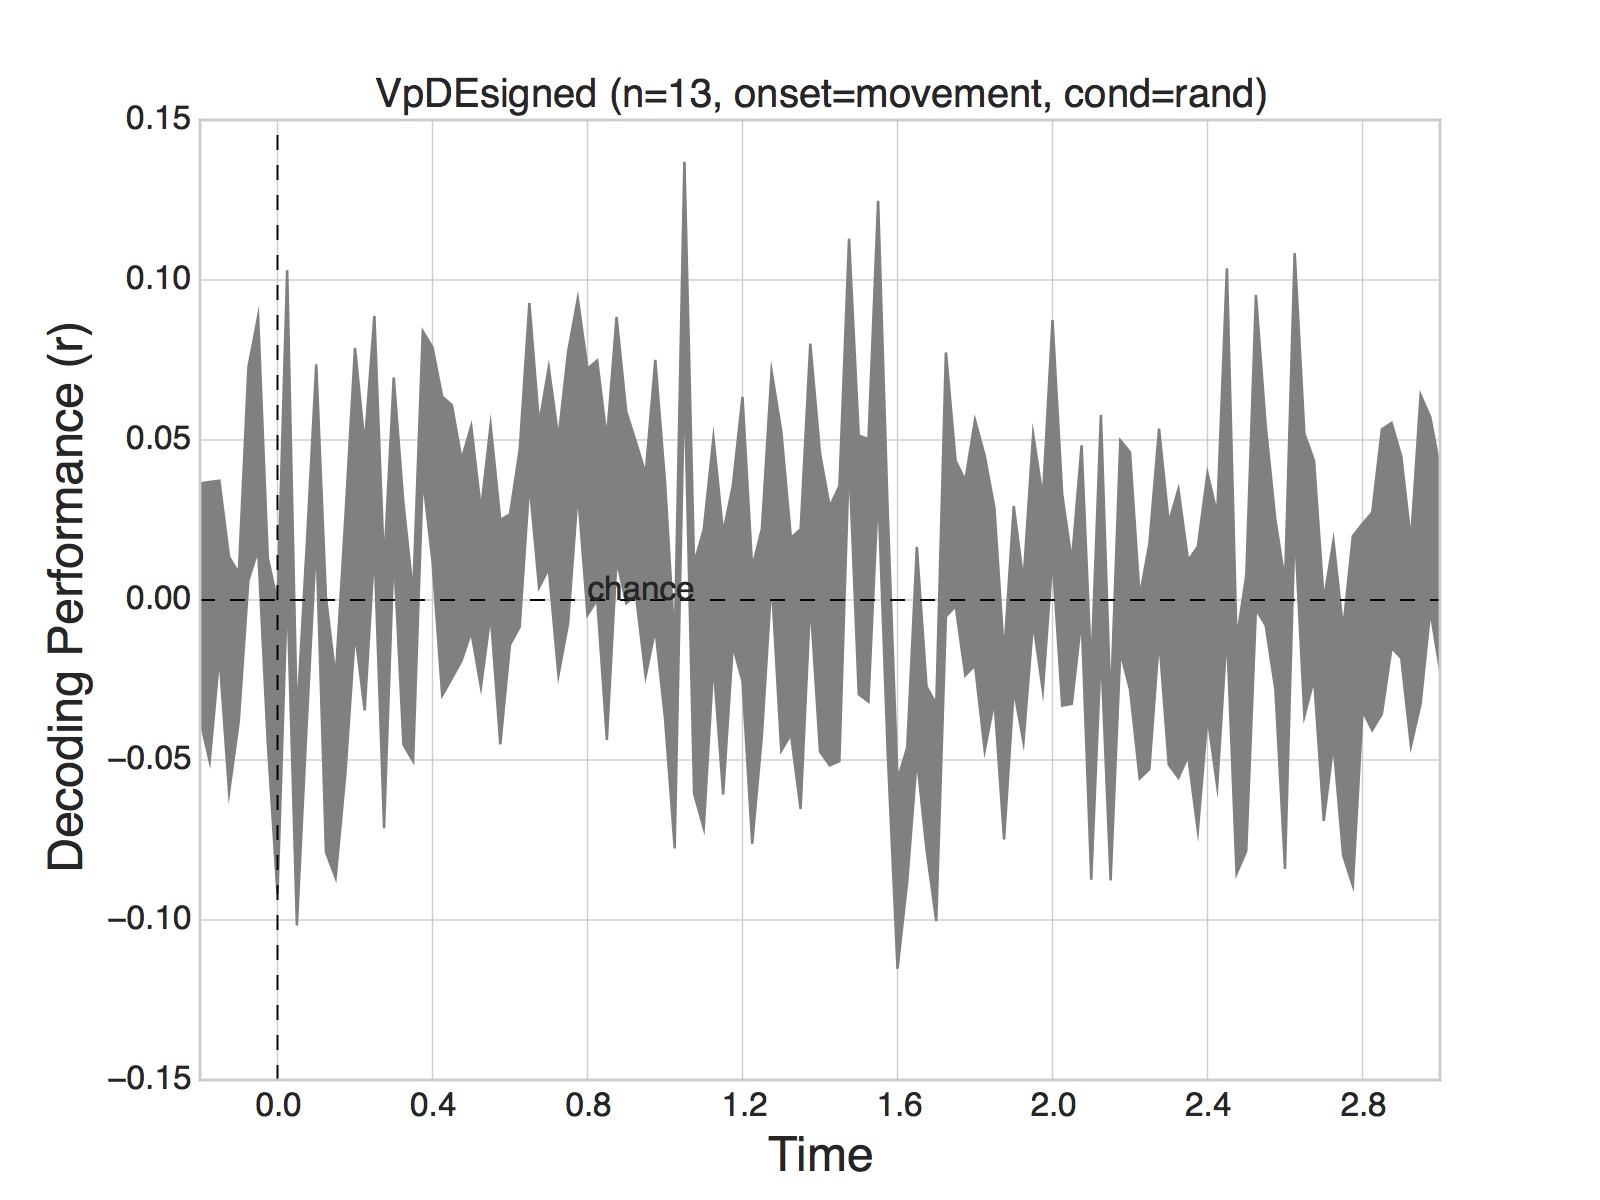 VpDEsigned (n=13, onset=movement, cond=rand)
0.15
0.10
0.05
0.00
−0.05
−0.10
−0.15
Decoding Performance (r)
chance
0.0 0.4 0.8 1.2 1.6 2.0 2.4 2.8
Time